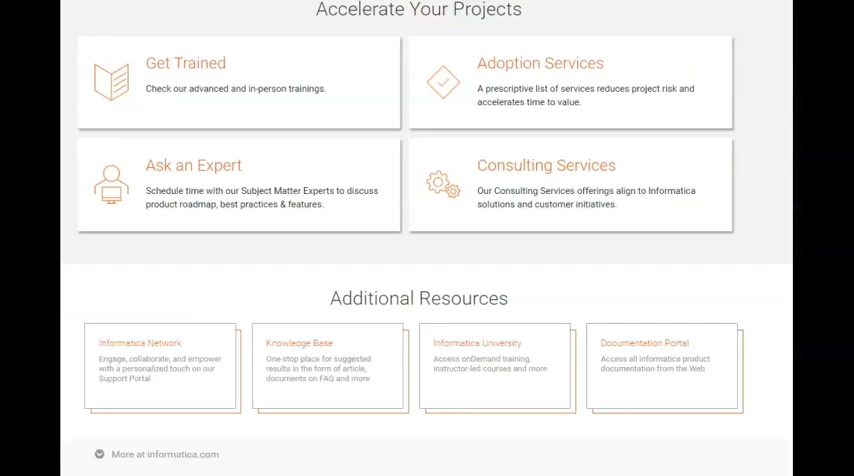 Accelerate Your Projects
Get Trained
Check our advanced and in-person trainings.
Adoption Services
A prescriptive list of services reduces project risk and
accelerates time to value.
Ask an Expert
Schedule time with our Subject Matter Experts to discuss
product roadmap, best practices & features.
Consulting Services
Our Consulting Services offerings align to Informatica
solutions and customer initiatives.
Additional Resources
Informatica Network
Engage, collaborate, and empower
with a personalized touch on our
Support Portal
Knowledge Base
One-stop place for suggested
results in the form of article,
documents on FAQ and more
Informatica University
Access onDemand training,
instructor-led courses and more
Documentation Portal
Access all Informatica product
documentation from the Web
More at informatica.com